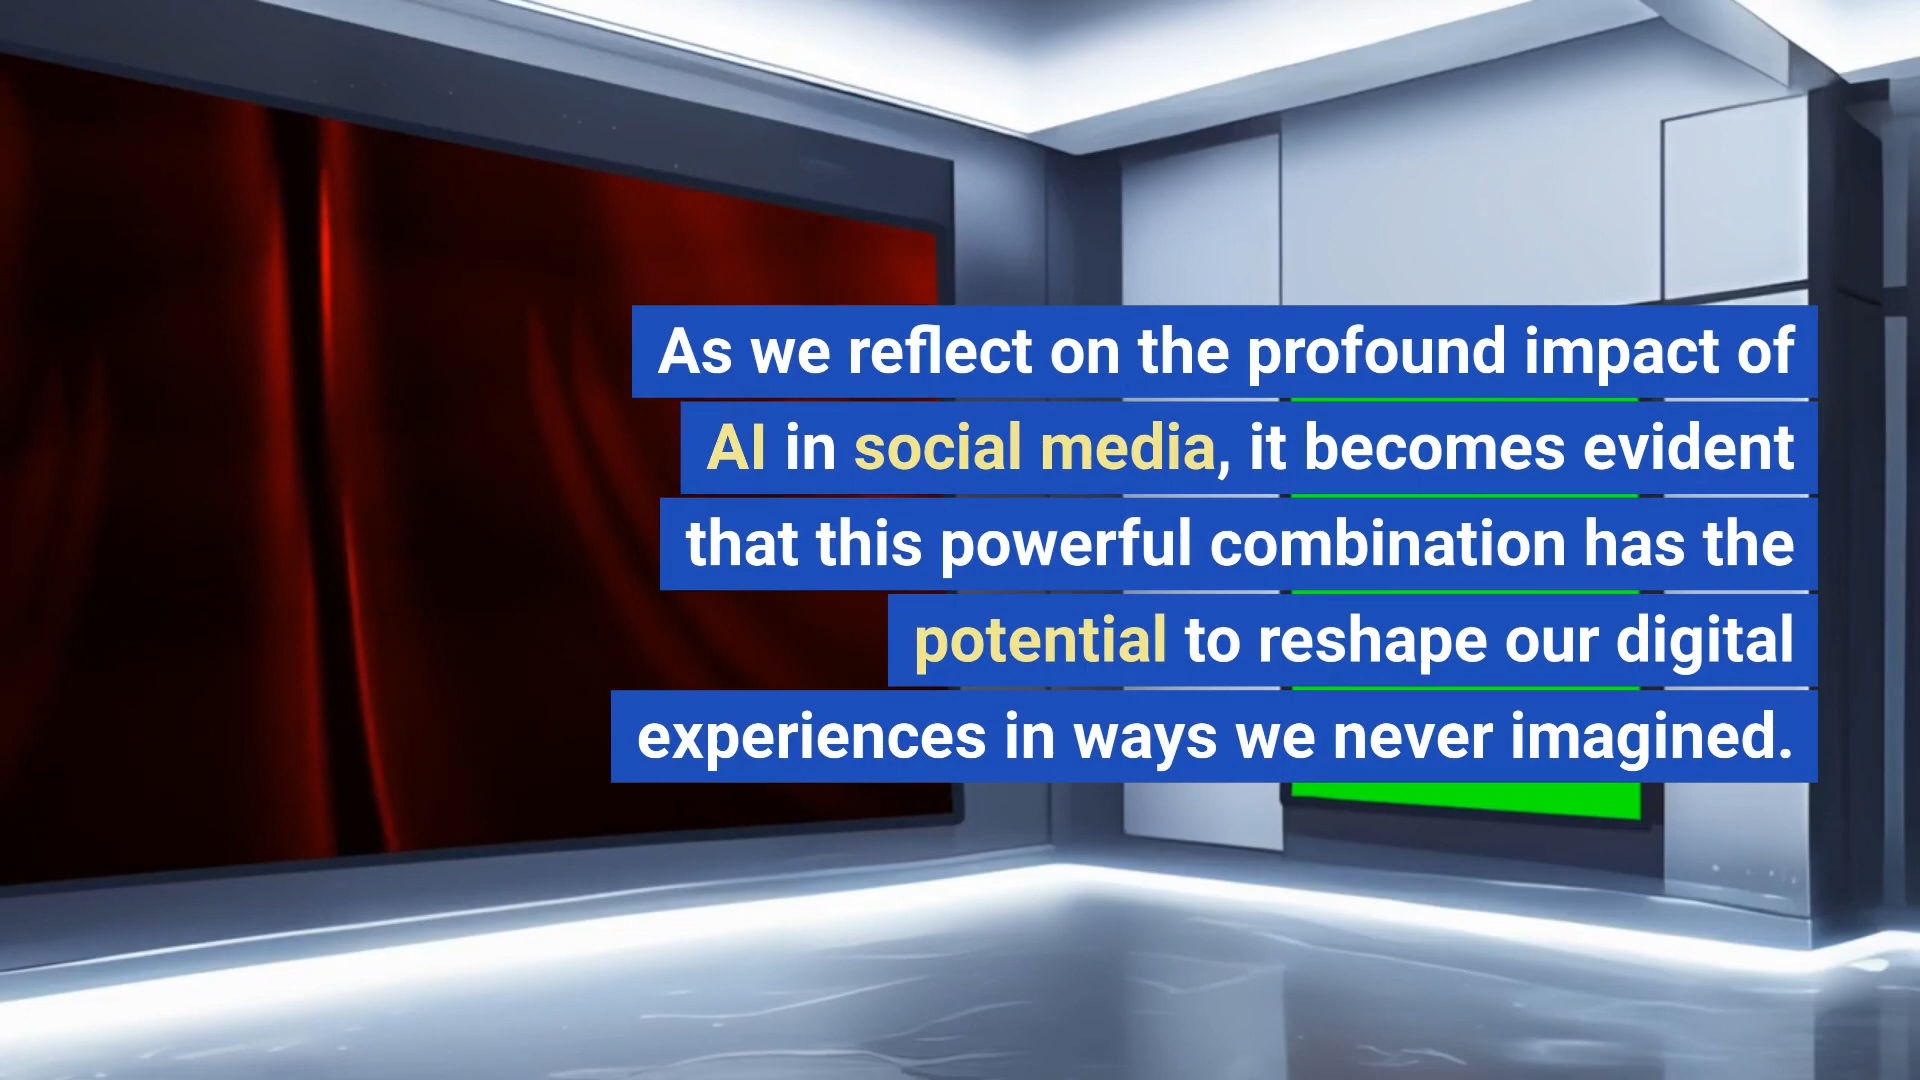 As we reflect on the profound impact of
AI in social media, it becomes evident
that this powerful combination has the
potential to reshape our digital
experiences in ways we never imagined.